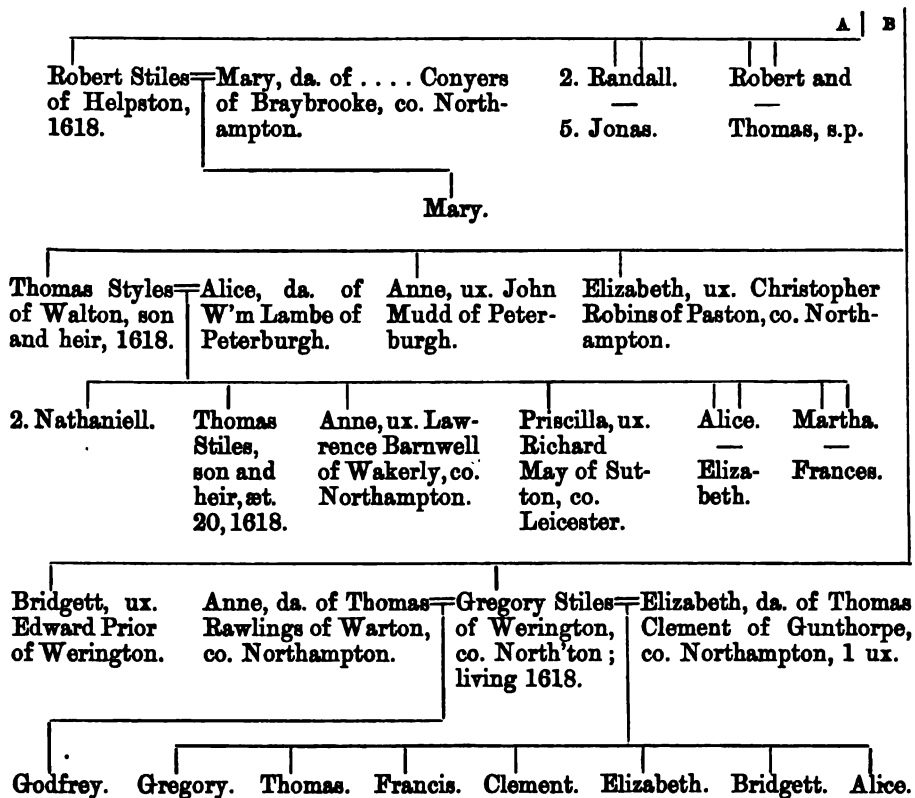 A B
Robert Stiles
of Helpston,
1618.
Mary, da. of .... Conyers
of Braybrooke, co. North-
ampton.
2. Randall.
—
5. Jonas.
Robert and
—
Thomas, s.p.
Mary.
Thomas Styles
of Walton, son
and heir, 1618.
Alice, da. of
W'm Lambe of
Peterburgh.
Anne, ux. John
Mudd of Peter-
burgh.
Elizabeth, ux. Christopher
Robins of Paston, co. North-
ampton.
2. Nathaniell.
Thomas
Stiles,
son and
heir, æt.
20, 1618.
Anne, ux. Law-
rence Barnwell
of Wakerly, co.
Northampton.
Priscilla, ux.
Richard
May of Sut-
ton, co.
Leicester.
Alice.
—
Eliza-
beth.
Martha.
—
Frances.
Bridgett, ux.
Edward Prior
of Werington.
Anne, da. of Thomas
Rawlings of Warton,
co. Northampton.
Gregory Stiles
of Werington,
co. North'ton ;
living 1618.
Elizabeth, da. of Thomas
Clement of Gunthorpe,
co. Northampton, 1 ux.
Godfrey. Gregory. Thomas. Francis. Clement. Elizabeth. Bridgett. Alice.